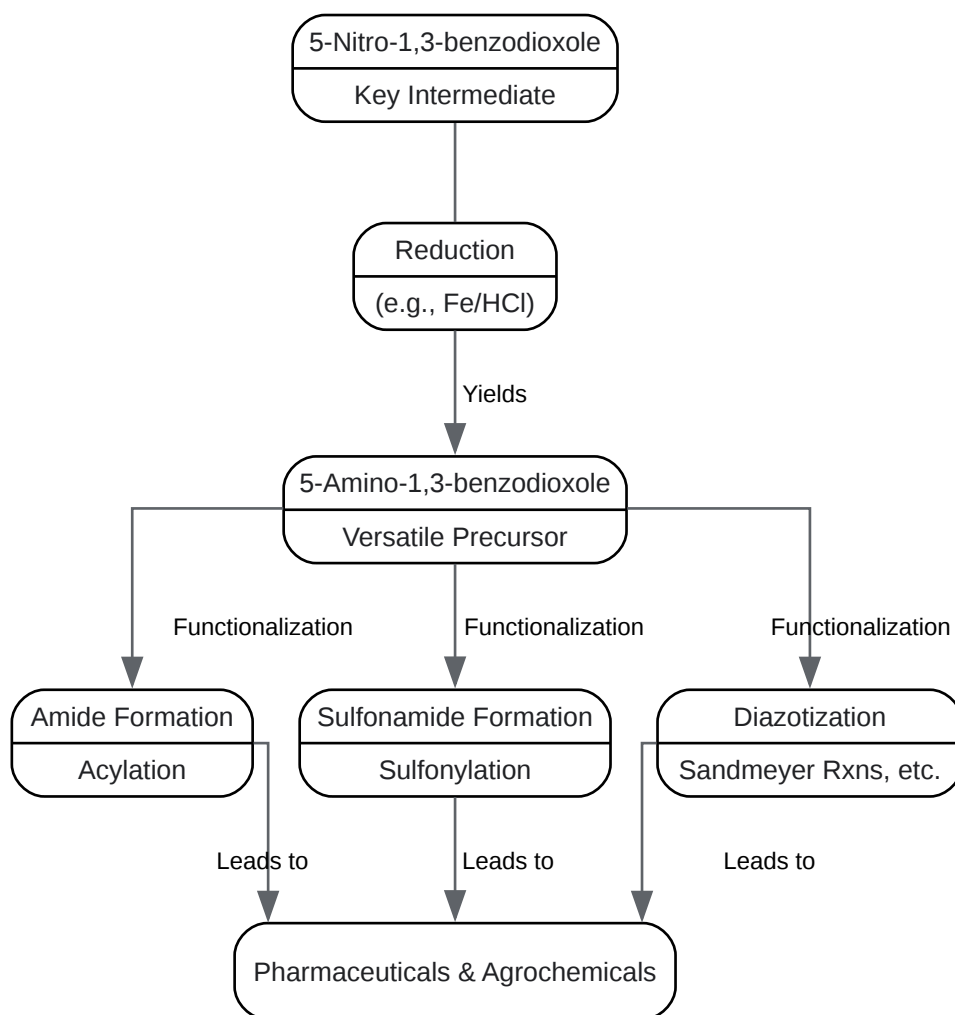 5-Nitro-1,3-benzodioxole
Key Intermediate
Reduction
(e.g., Fe/HCl)
Yields
5-Amino-1,3-benzodioxole
Versatile Precursor
Functionalization
Functionalization
Functionalization
Amide Formation
Acylation
Sulfonamide Formation
Sulfonylation
Diazotization
Sandmeyer Rxns, etc.
Leads to
Leads to
Leads to
Pharmaceuticals & Agrochemicals